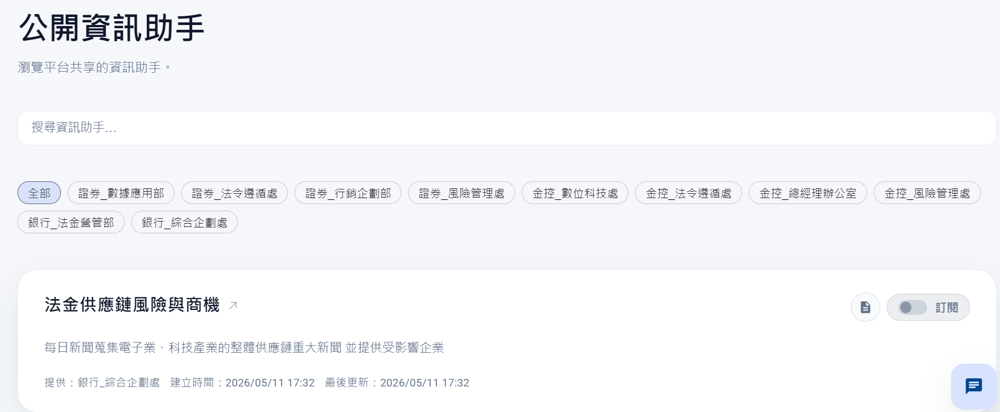 公開資訊助手
瀏覽平台共享的資訊助手。
搜尋資訊助手...
全部 證券_數據應用部 證券_法令遵循處 證券_行銷企劃部 證券_風險管理處 金控_數位科技處 金控_法令遵循處 金控_總經理辦公室 金控_風險管理處
銀行_法金營管部 銀行_綜合企劃處
法金供應鏈風險與商機
訂閱
每日新聞蒐集電子業、科技產業的整體供應鏈重大新聞 並提供受影響企業
提供：銀行_綜合企劃處 建立時間：2026/05/11 17:32 最後更新：2026/05/11 17:32